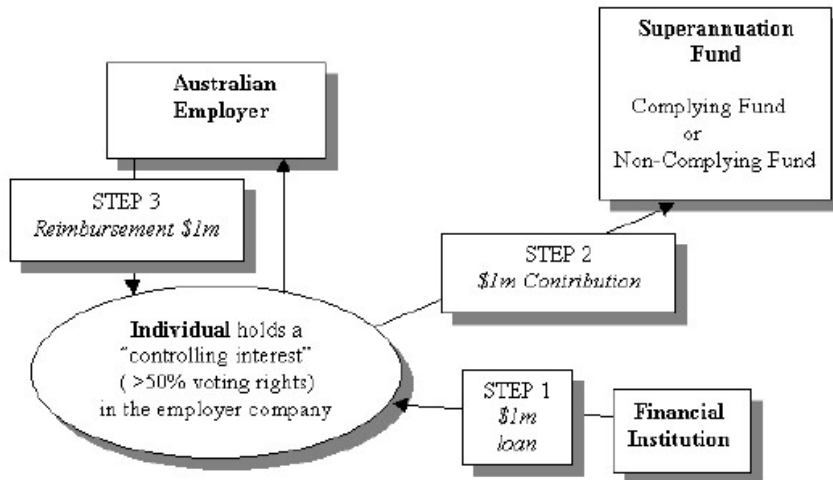 Superannuation
Fund
Complying Fund
or
Non-Complying Fund
Australian
Employer
STEP 3
Reimbursement $1m
STEP 2
$1m Contribution
Individual holds a
“controlling interest”
( >50% voting rights)
in the employer company
STEP 1
$1m
loan
Financial
Institution